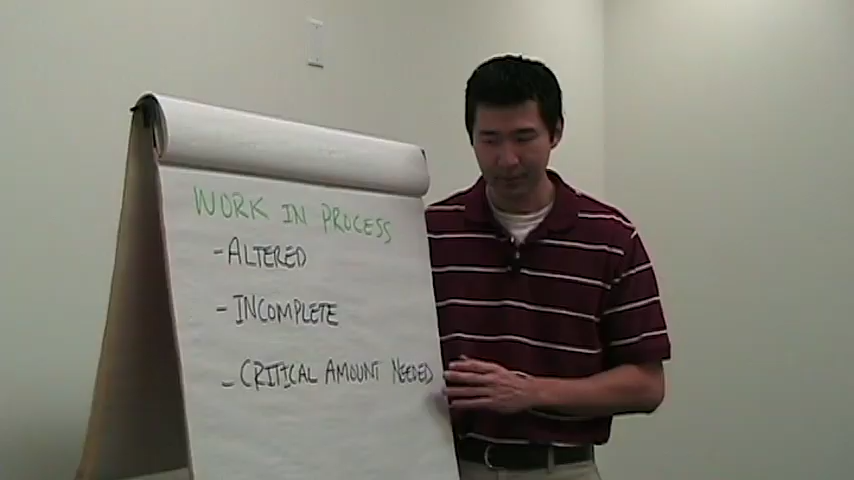 WORK IN PROCESS
- ALTERED
- INCOMPLETE
- CRITICAL AMOUNT NEEDED